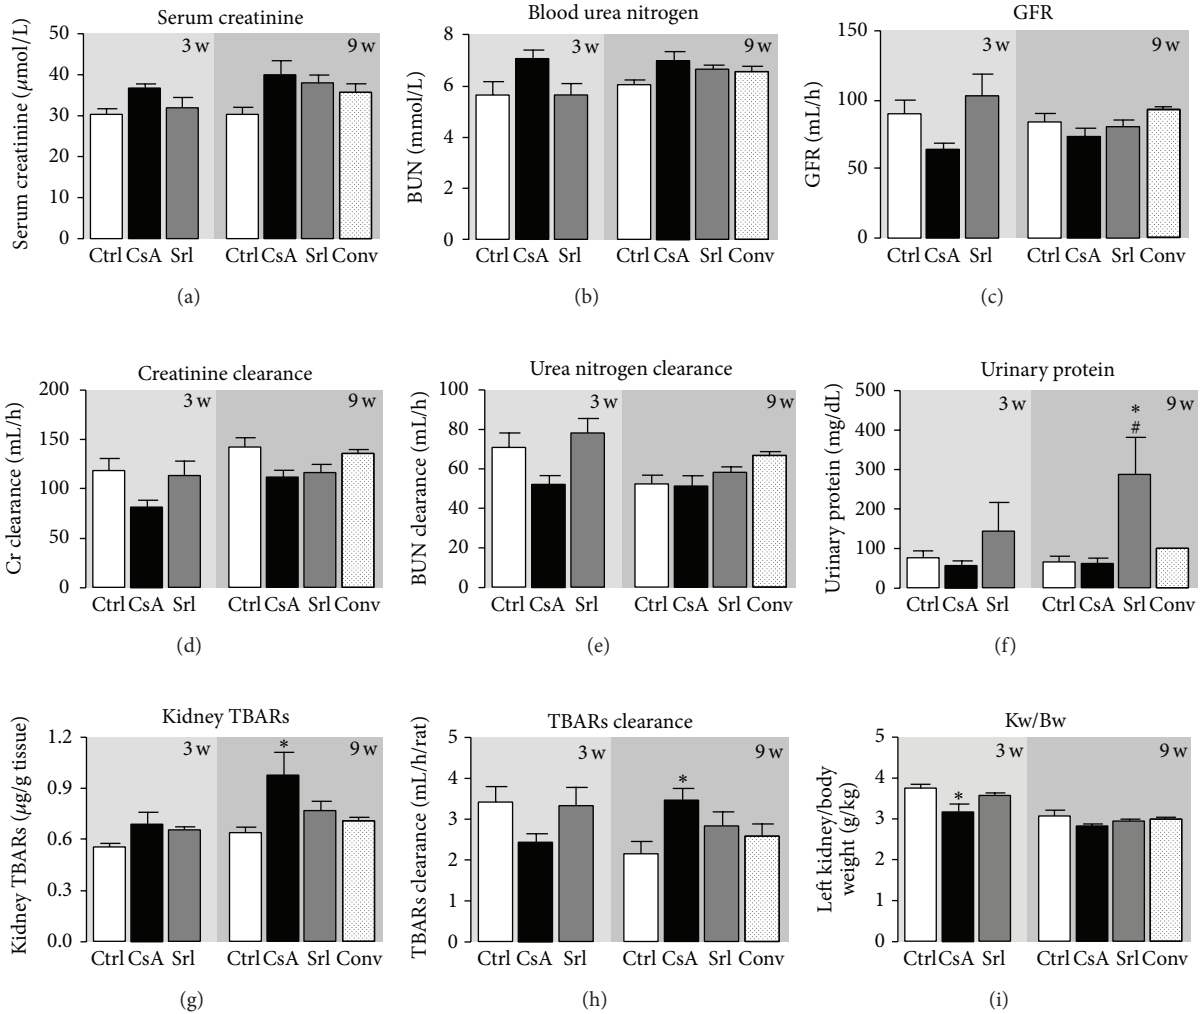 Serum creatinine
Serum creatinine (μmol/L)
50
40
30
20
10
0
3 w
9 w
Ctrl CsA Srl
Ctrl CsA Srl Conv
(a)
Blood urea nitrogen
BUN (mmol/L)
8
6
4
2
0
3 w
9 w
Ctrl CsA Srl
Ctrl CsA Srl Conv
(b)
GFR
GFR (mL/h)
150
100
50
0
3 w
9 w
Ctrl CsA Srl
Ctrl CsA Srl Conv
(c)
Creatinine clearance
Cr clearance (mL/h)
200
150
100
50
0
3 w
9 w
Ctrl CsA Srl
Ctrl CsA Srl Conv
(d)
Urea nitrogen clearance
BUN clearance (mL/h)
100
80
60
40
20
0
3 w
9 w
Ctrl CsA Srl
Ctrl CsA Srl Conv
(e)
Urinary protein
Urinary protein (mg/dL)
500
400
300
200
100
0
3 w
9 w
*
#
Ctrl CsA Srl
Ctrl CsA Srl Conv
(f)
Kidney TBARs
Kidney TBARs (μg/g tissue)
1.2
0.9
0.6
0.3
0.0
3 w
9 w
*
Ctrl CsA Srl
Ctrl CsA Srl Conv
(g)
TBARs clearance
TBARs clearance (mL/h/rat)
5
4
3
2
1
0
3 w
9 w
*
Ctrl CsA Srl
Ctrl CsA Srl Conv
(h)
Kw/Bw
Left kidney/body
weight (g/kg)
5
4
3
2
1
0
3 w
9 w
*
Ctrl CsA Srl
Ctrl CsA Srl Conv
(i)